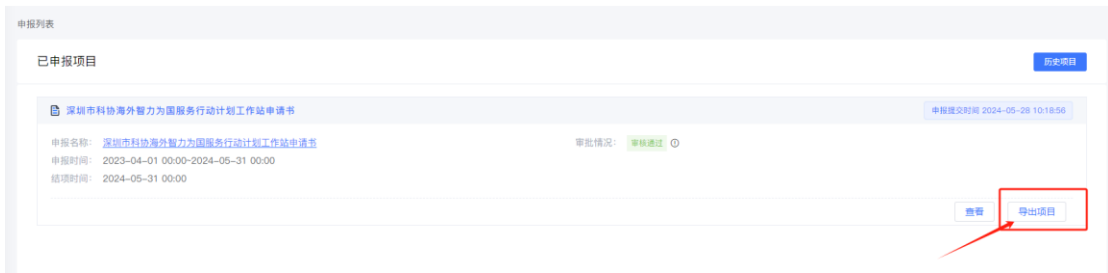 申报列表
已申报项目
历史项目
深圳市科协海外智力为国服务行动计划工作站申请书
申报提交时间 2024-05-28 10:18:56
申报名称： 深圳市科协海外智力为国服务行动计划工作站申请书
审批情况： 审核通过
申报时间： 2023-04-01 00:00~2024-05-31 00:00
结项时间： 2024-05-31 00:00
查看
导出项目